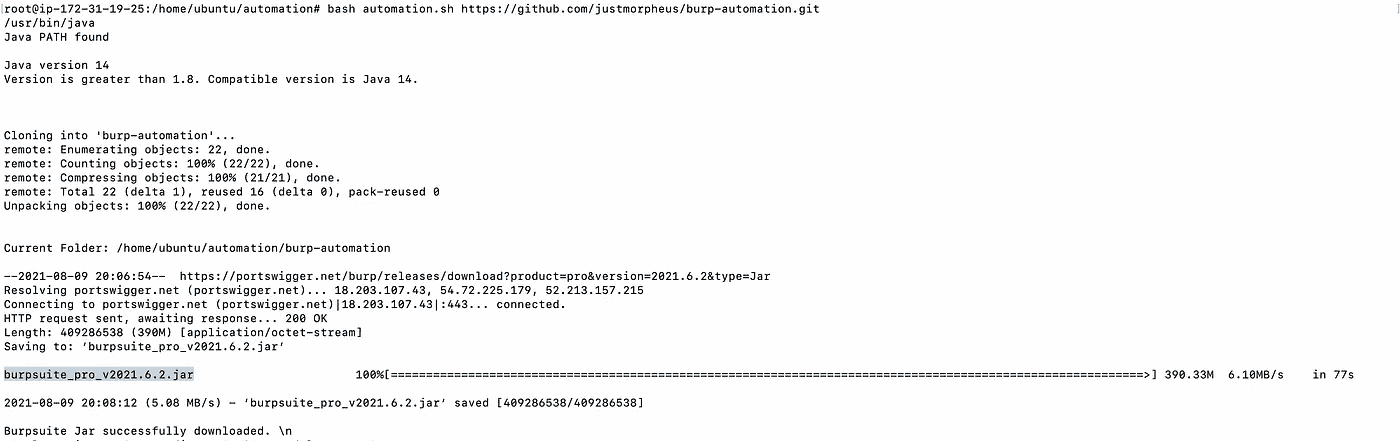 root@ip-172-31-19-25:/home/ubuntu/automation# bash automation.sh https://github.com/justmorpheus/burp-automation.git
/usr/bin/java
Java PATH found
Java version 14
Version is greater than 1.8. Compatible version is Java 14.
Cloning into 'burp-automation'...
remote: Enumerating objects: 22, done.
remote: Counting objects: 100% (22/22), done.
remote: Compressing objects: 100% (21/21), done.
remote: Total 22 (delta 1), reused 16 (delta 0), pack-reused 0
Unpacking objects: 100% (22/22), done.
Current Folder: /home/ubuntu/automation/burp-automation
--2021-08-09 20:06:54--  https://portswigger.net/burp/releases/download?product=pro&version=2021.6.2&type=Jar
Resolving portswigger.net (portswigger.net)... 18.203.107.43, 54.72.225.179, 52.213.157.215
Connecting to portswigger.net (portswigger.net)|18.203.107.43|:443... connected.
HTTP request sent, awaiting response... 200 OK
Length: 409286538 (390M) [application/octet-stream]
Saving to: ‘burpsuite_pro_v2021.6.2.jar’
burpsuite_pro_v2021.6.2.jar 100%[==========================================================================================================>] 390.33M 6.10MB/s in 77s
2021-08-09 20:08:12 (5.08 MB/s) - ‘burpsuite_pro_v2021.6.2.jar’ saved [409286538/409286538]
Burpsuite Jar successfully downloaded. \n